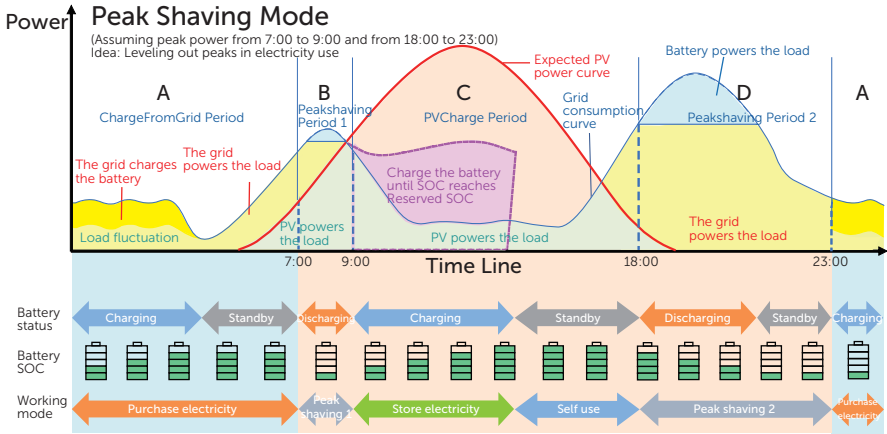 Power
Peak Shaving Mode
(Assuming peak power from 7:00 to 9:00 and from 18:00 to 23:00)
Idea: Leveling out peaks in electricity use
A
B
C
D
A
ChargeFromGrid Period
Peakshaving
Period 1
PVCharge Period
Peakshaving Period 2
Expected PV
power curve
Grid
consumption
curve
Battery powers the load
The grid charges
the battery
The grid
powers the load
Charge the battery
until SOC reaches
Reserved SOC
Load fluctuation
PV powers
the load
PV powers the load
The grid
powers the load
7:00
9:00
Time Line
18:00
23:00
Battery
status
Charging
Standby
Discharging
Charging
Standby
Discharging
Standby
Charging
Battery
SOC
Working
mode
Purchase electricity
Peak
shaving 1
Store electricity
Self use
Peak shaving 2
Purchase
electricity